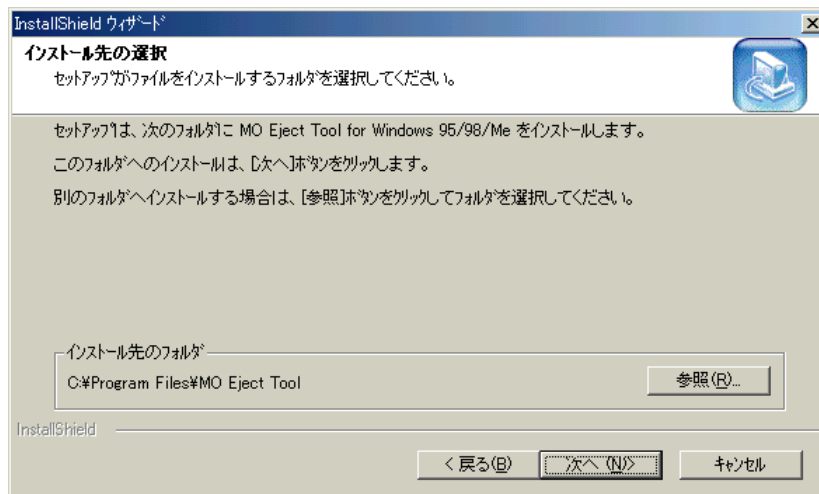 InstallShield ウィザード
インストール先の選択
セットアップがファイルをインストールするフォルダを選択してください。
セットアップは、次のフォルダに MO Eject Tool for Windows 95/98/Me をインストールします。
このフォルダへのインストールは、[次へ]ボタンをクリックします。
別のフォルダへインストールする場合は、[参照]ボタンをクリックしてフォルダを選択してください。
インストール先のフォルダ
C:¥Program Files¥MO Eject Tool
参照(R)...
InstallShield
< 戻る(B)
次へ (N)>
キャンセル